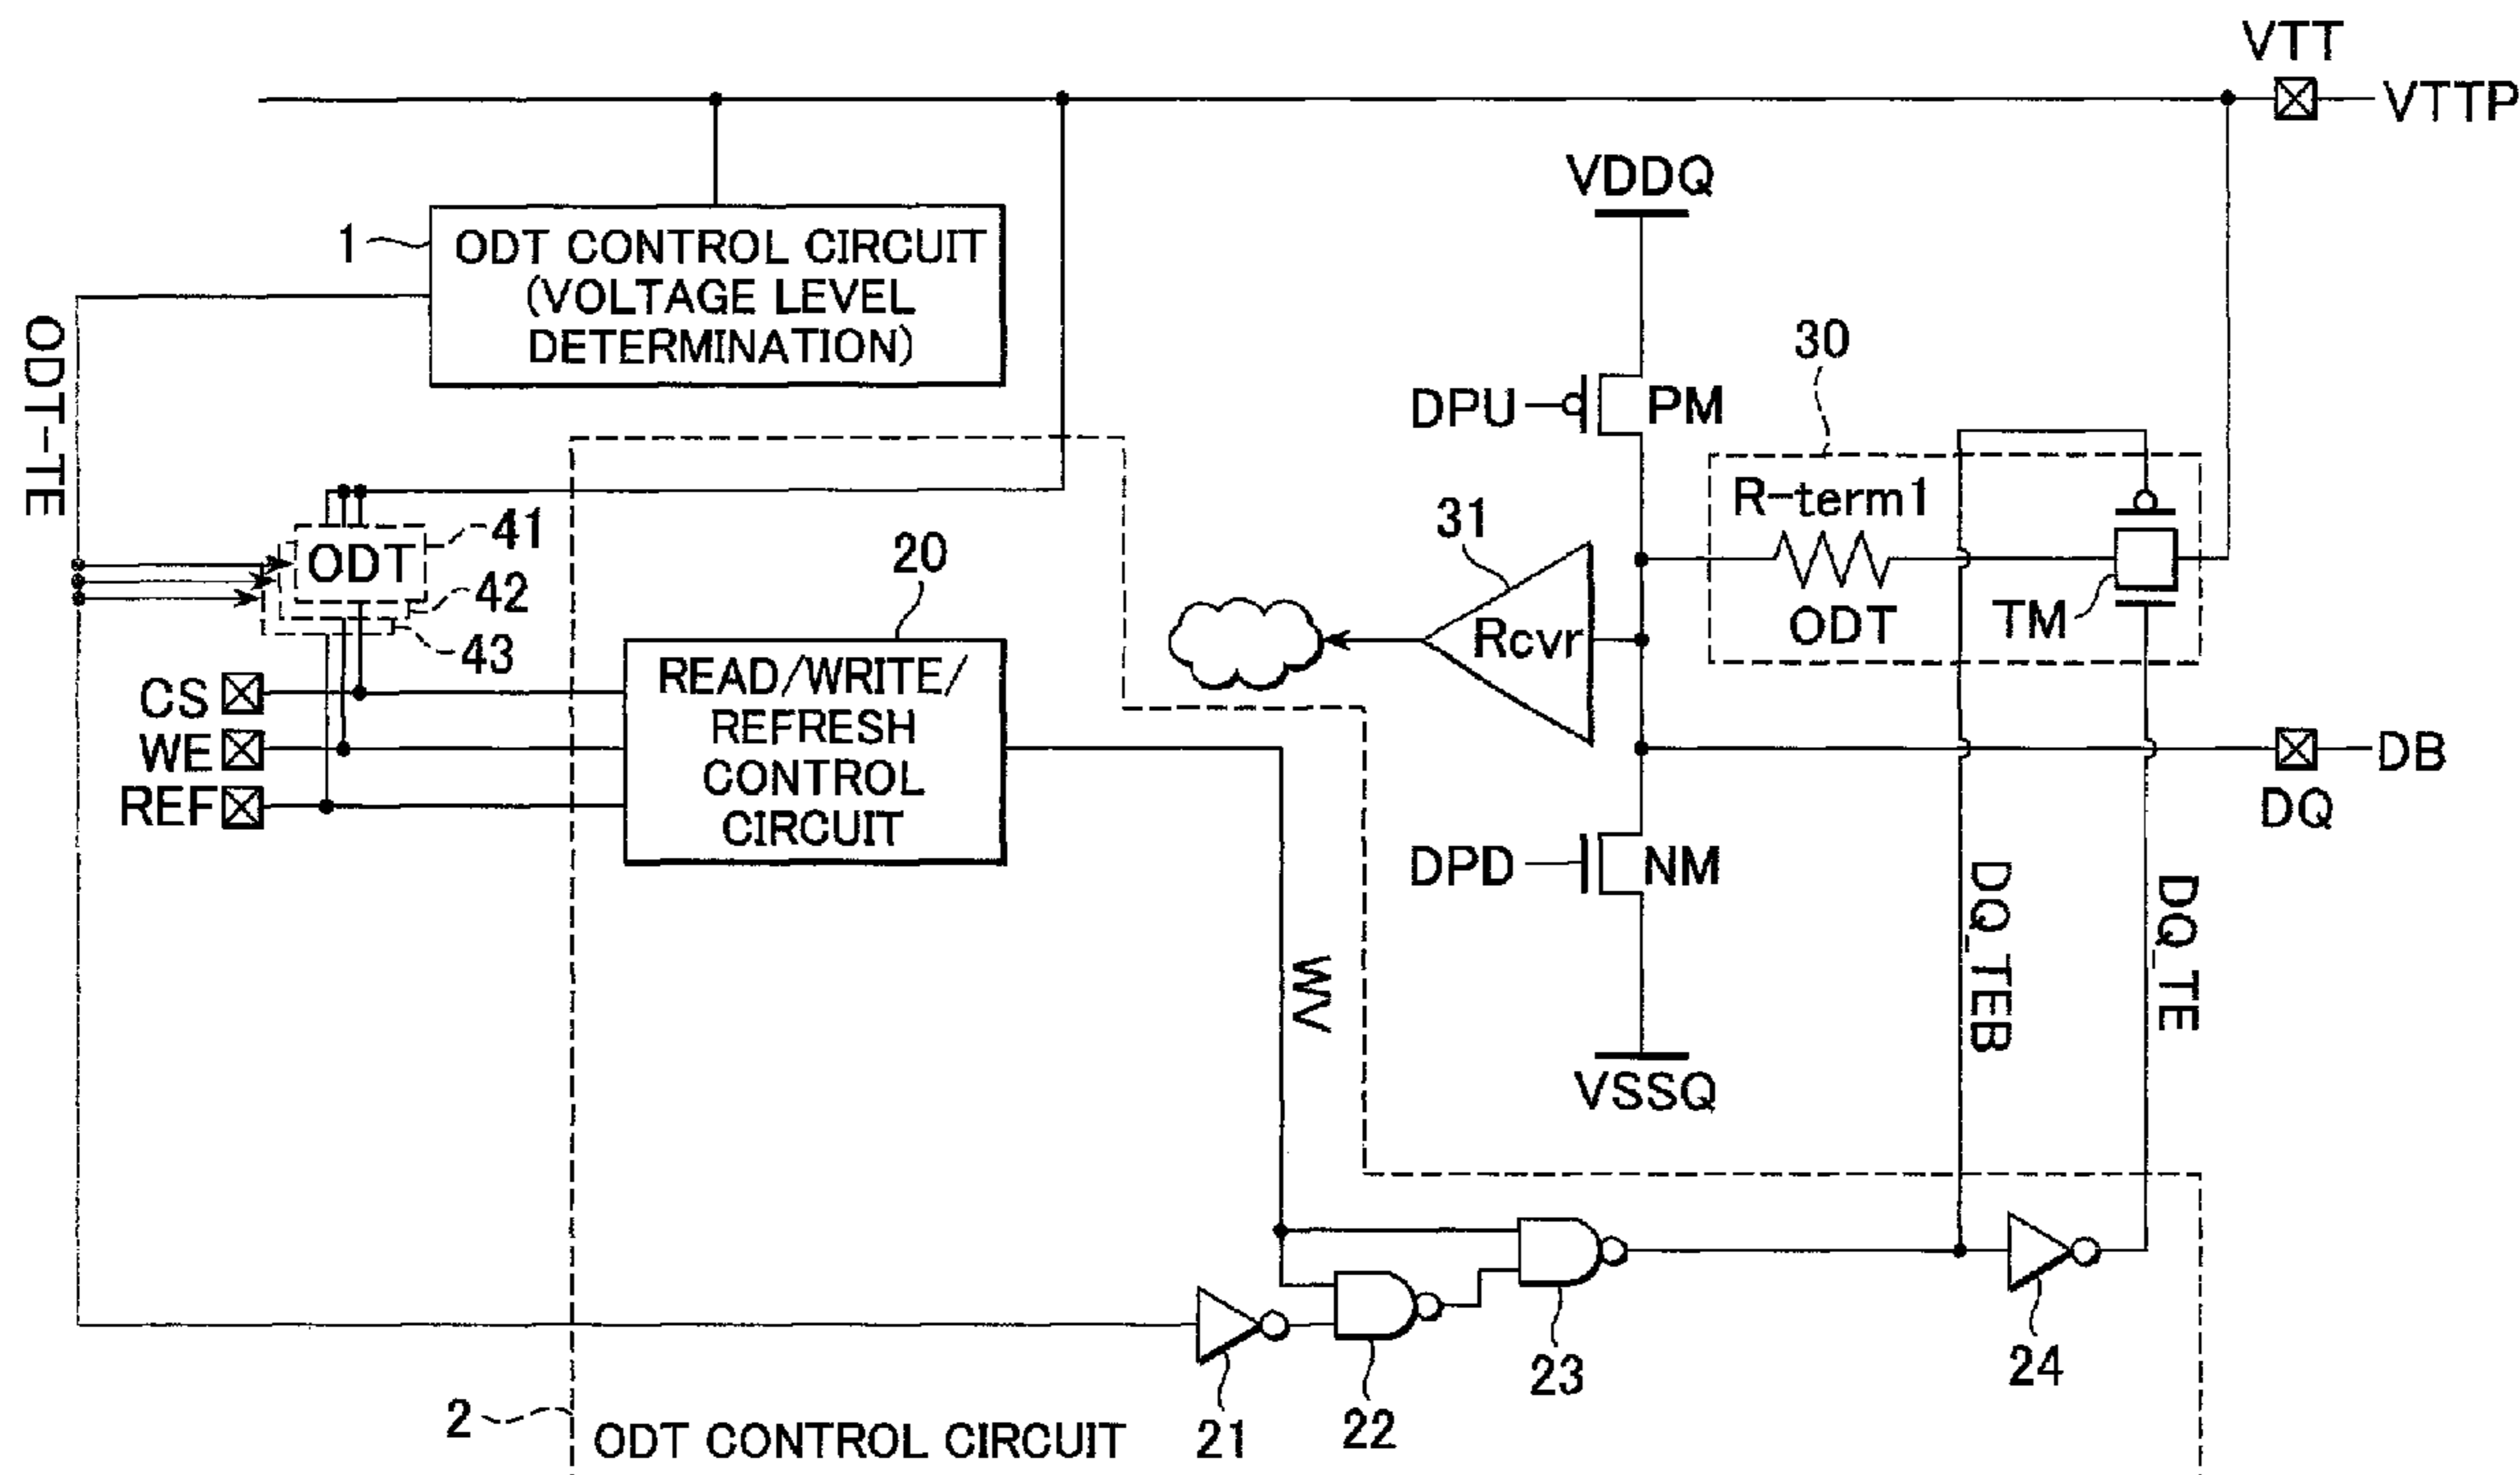 VTT
VTTP
VDDQ
1
ODT CONTROL CIRCUIT
(VOLTAGE LEVEL
DETERMINATION)
ODT-TE
30
DPU
PM
R-term1
31
41
ODT
20
42
43
Rcvr
ODT
TM
CS
WE
REF
READ/WRITE/
REFRESH
CONTROL
CIRCUIT
DB
DQ
DPD
NM
WV
DQ_TEB
DQ_TE
VSSQ
2
ODT CONTROL CIRCUIT
21
22
23
24